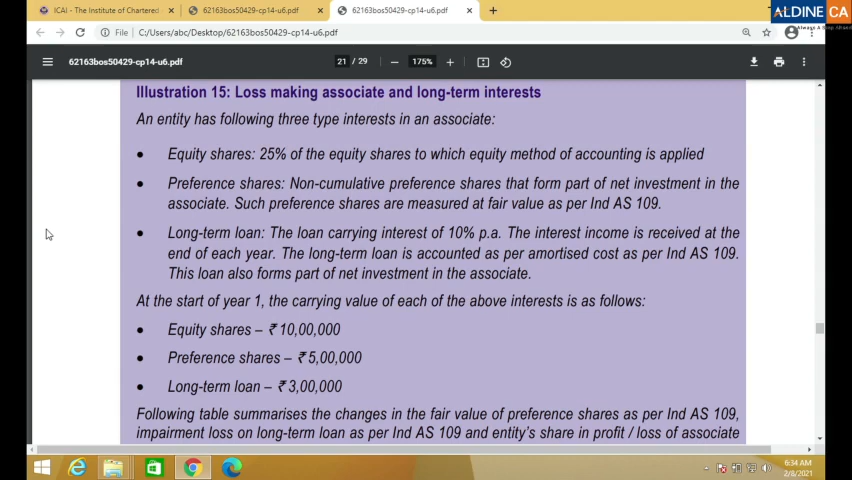 ICAI - The Institute of Chartered
62163bos50429-cp14-u6.pdf
62163bos50429-cp14-u6.pdf
ALDINE CA
Always A Step Ahead
File
C:/Users/abc/Desktop/62163bos50429-cp14-u6.pdf
62163bos50429-cp14-u6.pdf
21 / 29
175%
Illustration 15: Loss making associate and long-term interests
An entity has following three type interests in an associate:
• Equity shares: 25% of the equity shares to which equity method of accounting is applied
• Preference shares: Non-cumulative preference shares that form part of net investment in the
associate. Such preference shares are measured at fair value as per Ind AS 109.
• Long-term loan: The loan carrying interest of 10% p.a. The interest income is received at the
end of each year. The long-term loan is accounted as per amortised cost as per Ind AS 109.
This loan also forms part of net investment in the associate.
At the start of year 1, the carrying value of each of the above interests is as follows:
• Equity shares – ₹ 10,00,000
• Preference shares – ₹ 5,00,000
• Long-term loan – ₹ 3,00,000
Following table summarises the changes in the fair value of preference shares as per Ind AS 109,
impairment loss on long-term loan as per Ind AS 109 and entity's share in profit / loss of associate
6:34 AM
2/8/2021